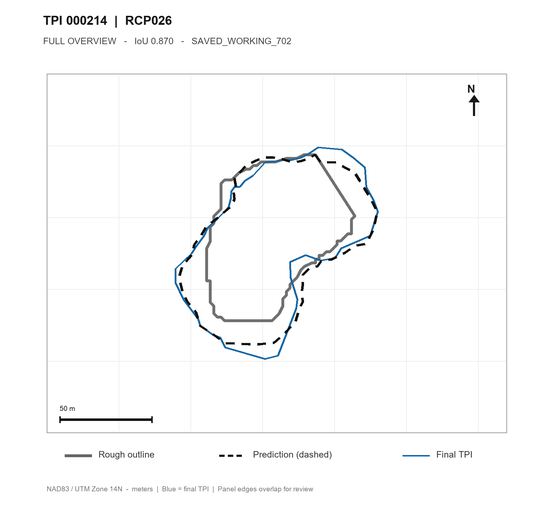 TPI 000214 | RCP026
FULL OVERVIEW - IoU 0.870 - SAVED_WORKING_702
N
50 m
Rough outline
Prediction (dashed)
Final TPI
NAD83 / UTM Zone 14N - meters | Blue = final TPI | Panel edges overlap for review